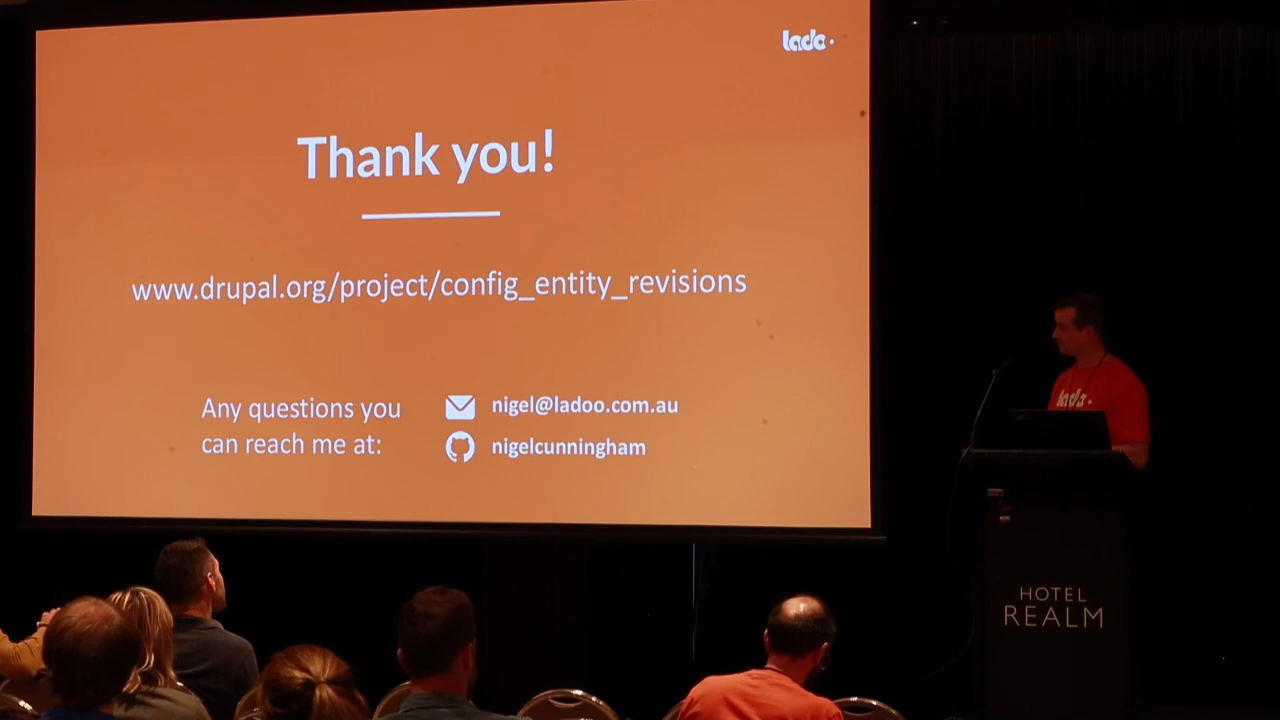 lada.
Thank you!
www.drupal.org/project/config_entity_revisions
Any questions you
can reach me at:
nigel@ladoo.com.au
nigelcunningham
HOTEL
REALM